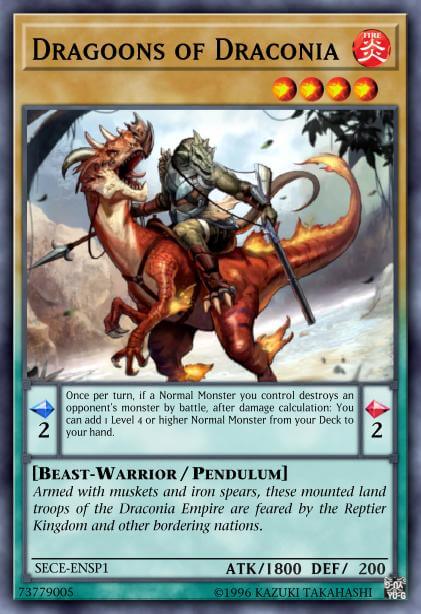 DRAGOONS OF DRACONIA
FIRE
炎
Once per turn, if a Normal Monster you control destroys an
opponent's monster by battle, after damage calculation: You
can add 1 Level 4 or higher Normal Monster from your Deck to
your hand.
2
2
[BEAST-WARRIOR / PENDULUM]
Armed with muskets and iron spears, these mounted land
troops of the Draconia Empire are feared by the Reptier
Kingdom and other bordering nations.
SECE-ENSP1
ATK/1800 DEF/ 200
73779005
©1996 KAZUKI TAKAHASHI